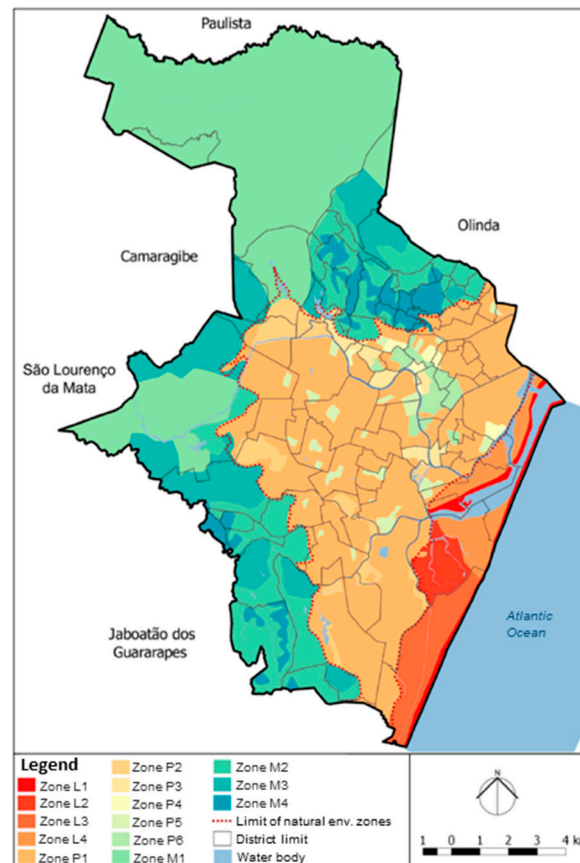 Paulista
Olinda
Camaragibe
São Lourenço
da Mata
Jaboatão dos
Guararapes
Atlantic
Ocean
Legend
Zone L1
Zone L2
Zone L3
Zone L4
Zone P1
Zone P2
Zone P3
Zone P4
Zone P5
Zone P6
Zone M1
Zone M2
Zone M3
Zone M4
Limit of natural env. zones
District limit
Water body
N
1 0 1 2 3 4 km